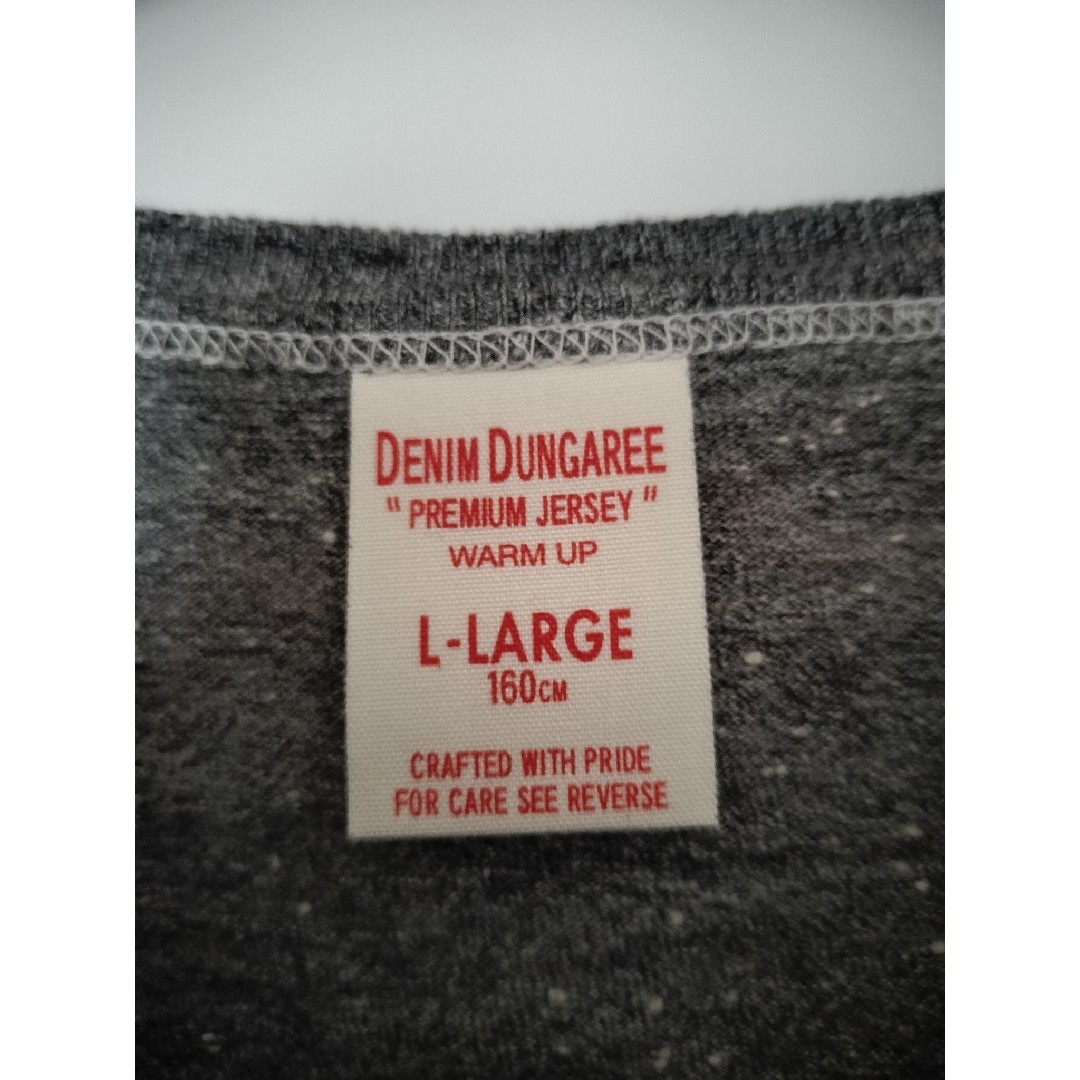 DENIM DUNGAREE
"PREMIUM JERSEY"
WARM UP
L-LARGE
160CM
CRAFTED WITH PRIDE
FOR CARE SEE REVERSE